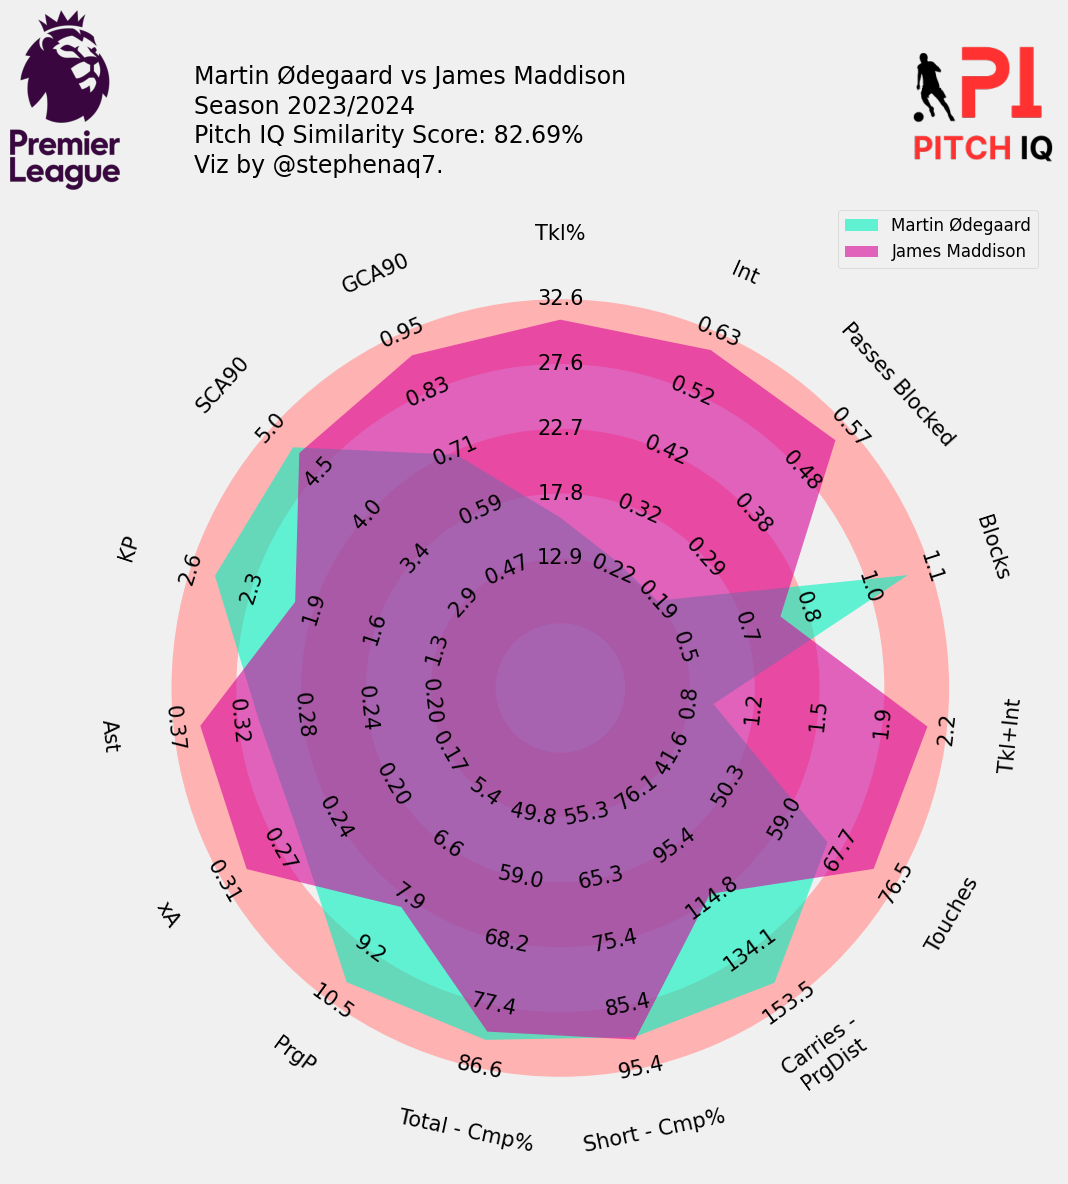 Premier
League
Martin Ødegaard vs James Maddison
Season 2023/2024
Pitch IQ Similarity Score: 82.69%
Viz by @stephenaq7.
PI
PITCH IQ
Martin Ødegaard
James Maddison
Tkl%
32.6
27.6
22.7
17.8
12.9
Int
0.63
0.52
0.42
0.32
0.22
Passes Blocked
0.57
0.48
0.38
0.29
0.19
Blocks
1.1
1.0
0.8
0.7
0.5
Tkl+Int
2.2
1.9
1.5
1.2
0.8
Touches
76.5
67.7
59.0
50.3
41.6
Carries -
PrgDist
153.5
134.1
114.8
95.4
76.1
Short - Cmp%
95.4
85.4
75.4
65.3
55.3
Total - Cmp%
86.6
77.4
68.2
59.0
49.8
PrgP
10.5
9.2
7.9
6.6
5.4
xA
0.31
0.27
0.24
0.20
0.17
Ast
0.37
0.32
0.28
0.24
0.20
KP
2.6
2.3
1.9
1.6
1.3
SCA90
5.0
4.5
4.0
3.4
2.9
GCA90
0.95
0.83
0.71
0.59
0.47